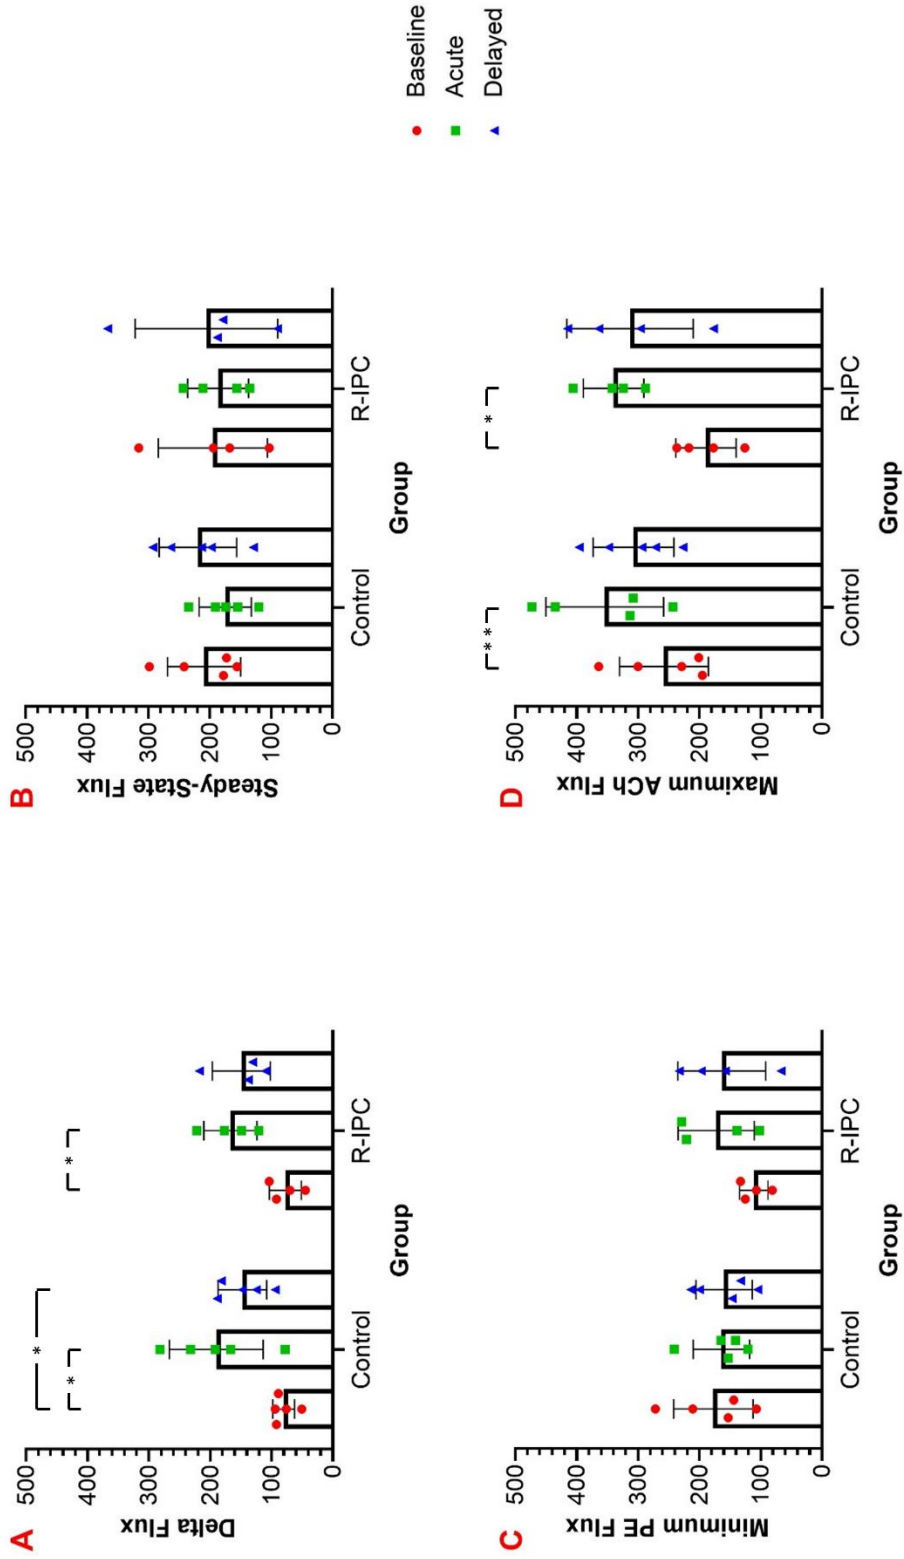 A
Delta Flux
500
400
300
200
100
0
*
*
*
Control
R-IPC
Group
B
Steady-State Flux
500
400
300
200
100
0
Control
R-IPC
Group
C
Minimum PE Flux
500
400
300
200
100
0
Control
R-IPC
Group
D
Maximum ACh Flux
500
400
300
200
100
0
**
*
Control
R-IPC
Group
Baseline
Acute
Delayed